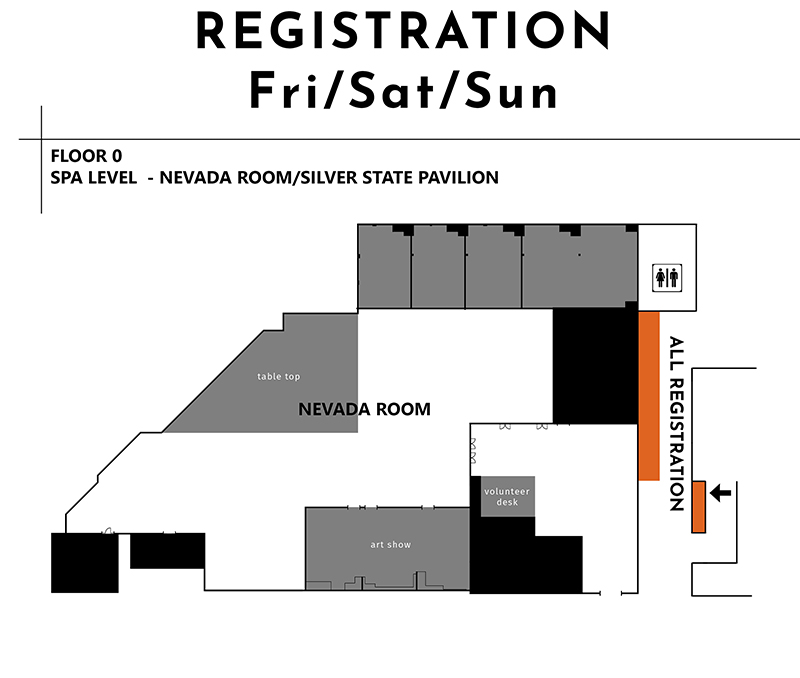 REGISTRATION
Fri/Sat/Sun
FLOOR 0
SPA LEVEL - NEVADA ROOM/SILVER STATE PAVILION
table top
NEVADA ROOM
ALL REGISTRATION
volunteer
desk
art show